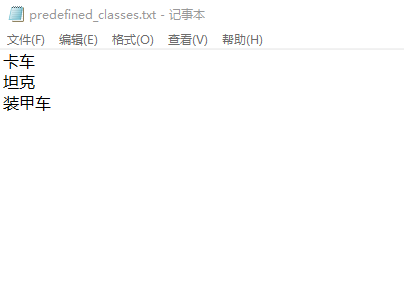 predefined_classes.txt - 记事本
文件(F) 编辑(E) 格式(O) 查看(V) 帮助(H)
卡车
坦克
装甲车